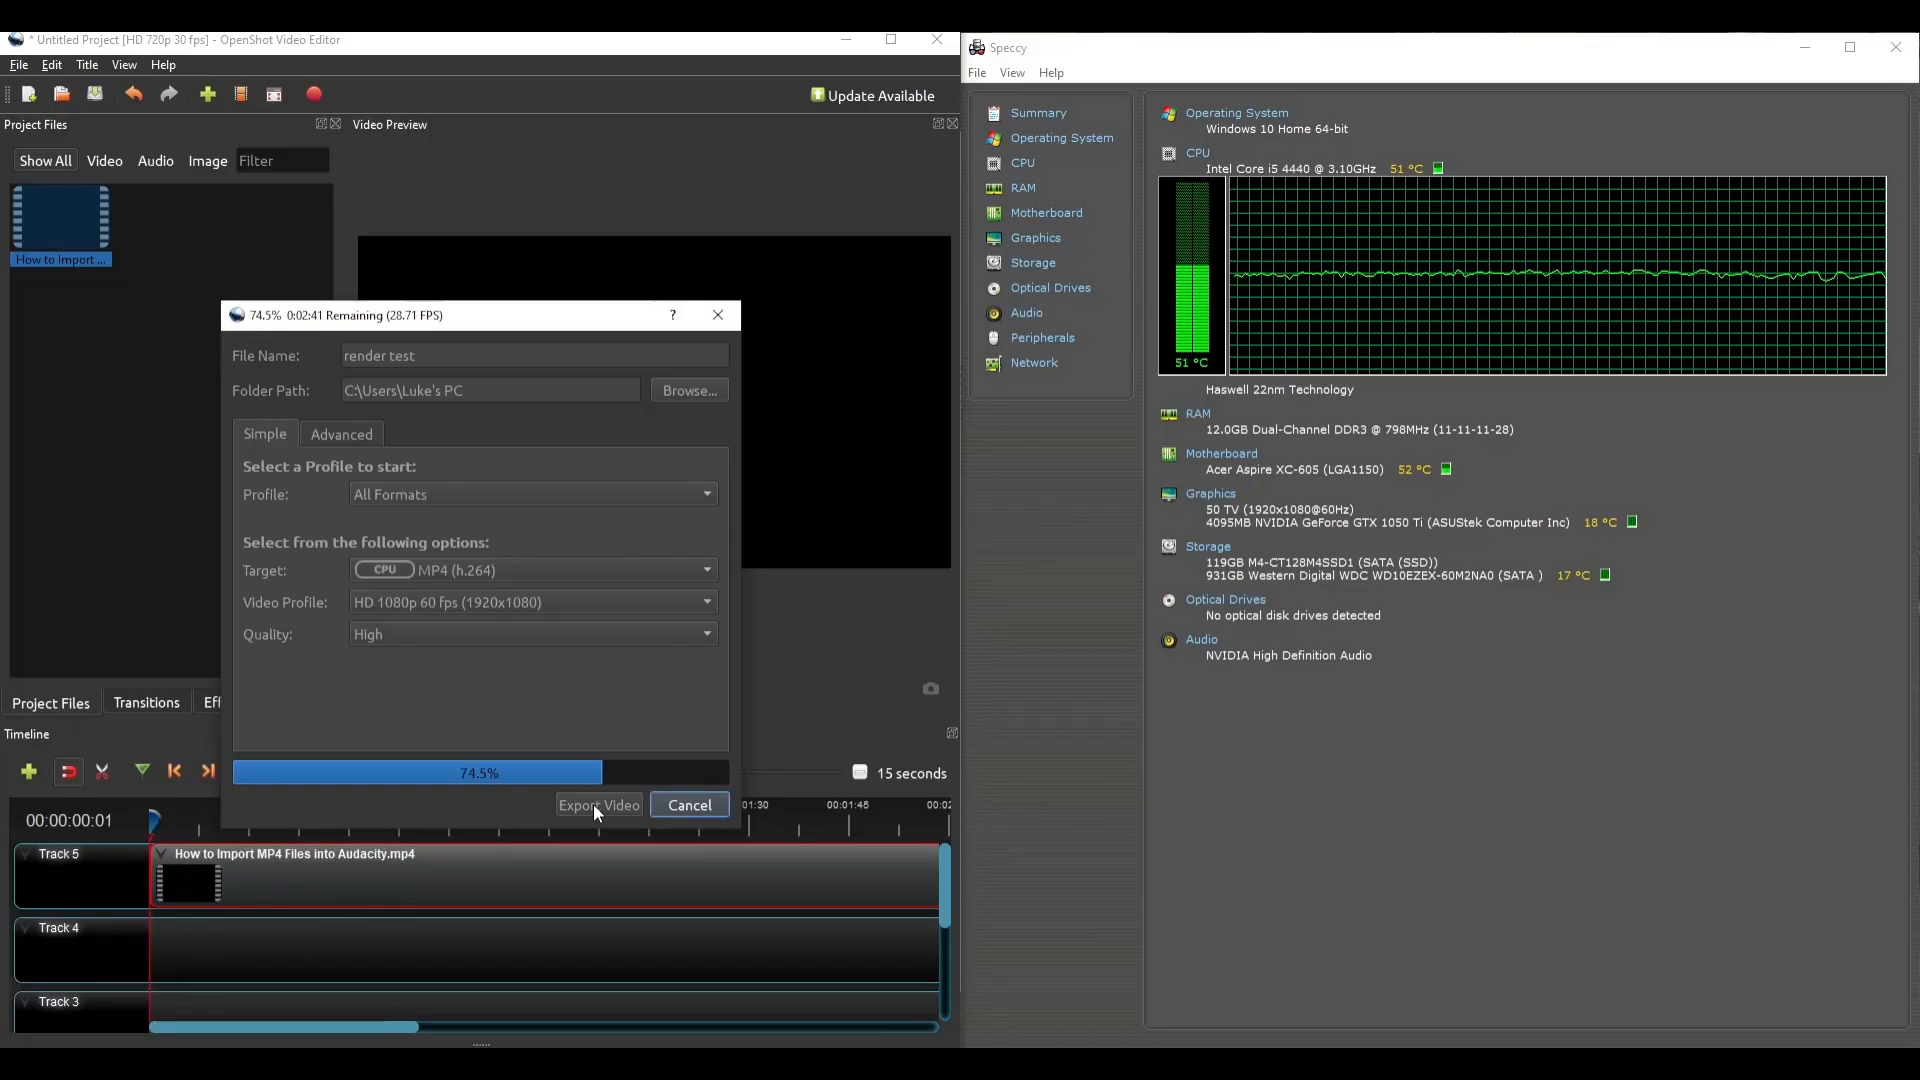 * Untitled Project [HD 720p 30 fps] - OpenShot Video Editor
File Edit Title View Help
Update Available
Project Files
Video Preview
Show All Video Audio Image Filter
How to Import ...
74.5% 0:02:41 Remaining (28.71 FPS)
?
File Name: render test
Folder Path: C:\Users\Luke's PC Browse...
Simple Advanced
Select a Profile to start:
Profile: All Formats
Select from the following options:
Target: CPU MP4 (h.264)
Video Profile: HD 1080p 60 fps (1920x1080)
Quality: High
74.5%
Export Video Cancel
Project Files Transitions Eff
Timeline
15 seconds
00:00:00:01
01:30 00:01:45 00:02
Track 5
How to Import MP4 Files into Audacity.mp4
Track 4
Track 3
Speccy
File View Help
Summary
Operating System
CPU
RAM
Motherboard
Graphics
Storage
Optical Drives
Audio
Peripherals
Network
Operating System
Windows 10 Home 64-bit
CPU
Intel Core i5 4440 @ 3.10GHz 51 °C
51 °C
Haswell 22nm Technology
RAM
12.0GB Dual-Channel DDR3 @ 798MHz (11-11-11-28)
Motherboard
Acer Aspire XC-605 (LGA1150) 52 °C
Graphics
50 TV (1920x1080@60Hz)
4095MB NVIDIA GeForce GTX 1050 Ti (ASUStek Computer Inc) 18 °C
Storage
119GB M4-CT128M4SSD1 (SATA (SSD))
931GB Western Digital WDC WD10EZEX-60M2NA0 (SATA ) 17 °C
Optical Drives
No optical disk drives detected
Audio
NVIDIA High Definition Audio